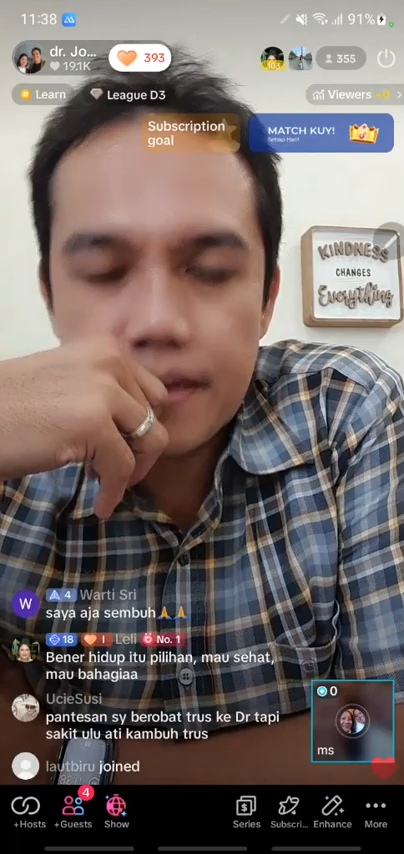 11:38
91%
dr. Jo...
19.1K
393
355
Learn
League D3
Viewers
Subscription
goal
MATCH KUY!
Setiap Hari!
KINDNESS
CHANGES
Everything
4 Warti Sri
saya aja sembuh🙏🙏
18 I Leli No. 1
Bener hidup itu pilihan, mau sehat,
mau bahagiaa
UcieSusi
pantesan sy berobat trus ke Dr tapi
sakit ulu ati kambuh trus
lautbiru joined
W
0
ms
4
+Hosts
+Guests
Show
Series
Subscri...
Enhance
More